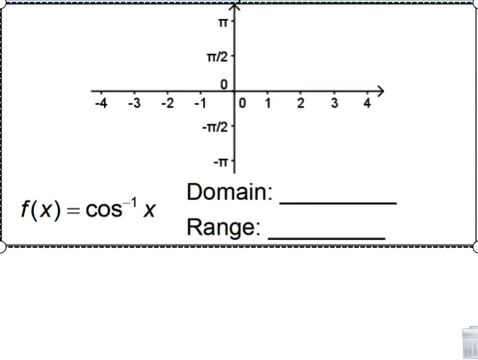 π
π/2
0
-4 -3 -2 -1 0 1 2 3 4
-π/2
-π
Domain: __________
f(x) = cos⁻¹ x
Range: __________